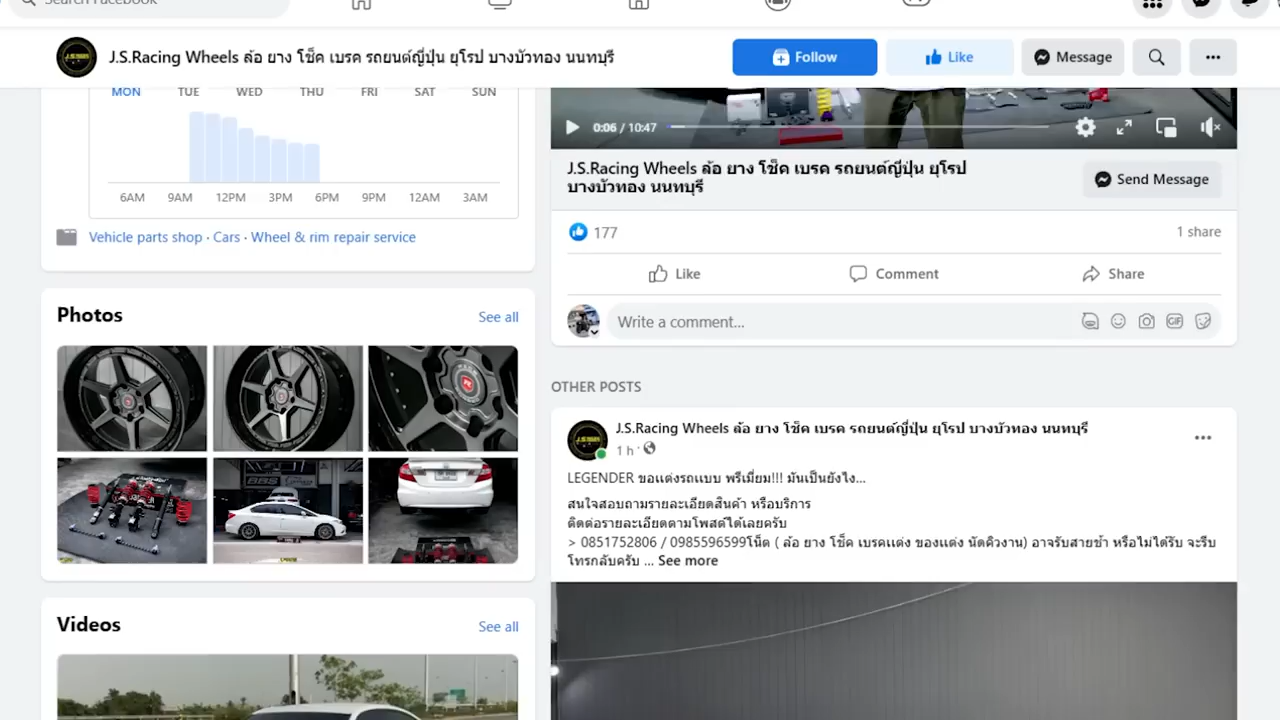 Search Facebook
J.S.Racing Wheels ล้อ ยาง โช็ค เบรค รถยนต์ญี่ปุ่น ยุโรป บางบัวทอง นนทบุรี
Follow
Like
Message
MON TUE WED THU FRI SAT SUN
6AM 9AM 12PM 3PM 6PM 9PM 12AM 3AM
Vehicle parts shop · Cars · Wheel & rim repair service
Photos
See all
BBS
Videos
See all
0:06 / 10:47
J.S.Racing Wheels ล้อ ยาง โช็ค เบรค รถยนต์ญี่ปุ่น ยุโรป
บางบัวทอง นนทบุรี
Send Message
177
1 share
Like
Comment
Share
Write a comment...
GIF
OTHER POSTS
J.S.Racing Wheels ล้อ ยาง โช็ค เบรค รถยนต์ญี่ปุ่น ยุโรป บางบัวทอง นนทบุรี
1 h ·
LEGENDER ขอแต่งรถแบบ พรีเมี่ยม!!! มันเป็นยังไง...
สนใจสอบถามรายละเอียดสินค้า หรือบริการ
ติดต่อรายละเอียดตามโพสต์ได้เลยครับ
> 0851752806 / 0985596599โน๊ต ( ล้อ ยาง โช็ค เบรคแต่ง ของแต่ง นัดคิวงาน) อาจรับสายช้า หรือไม่ได้รับ จะรีบ
โทรกลับครับ ... See more